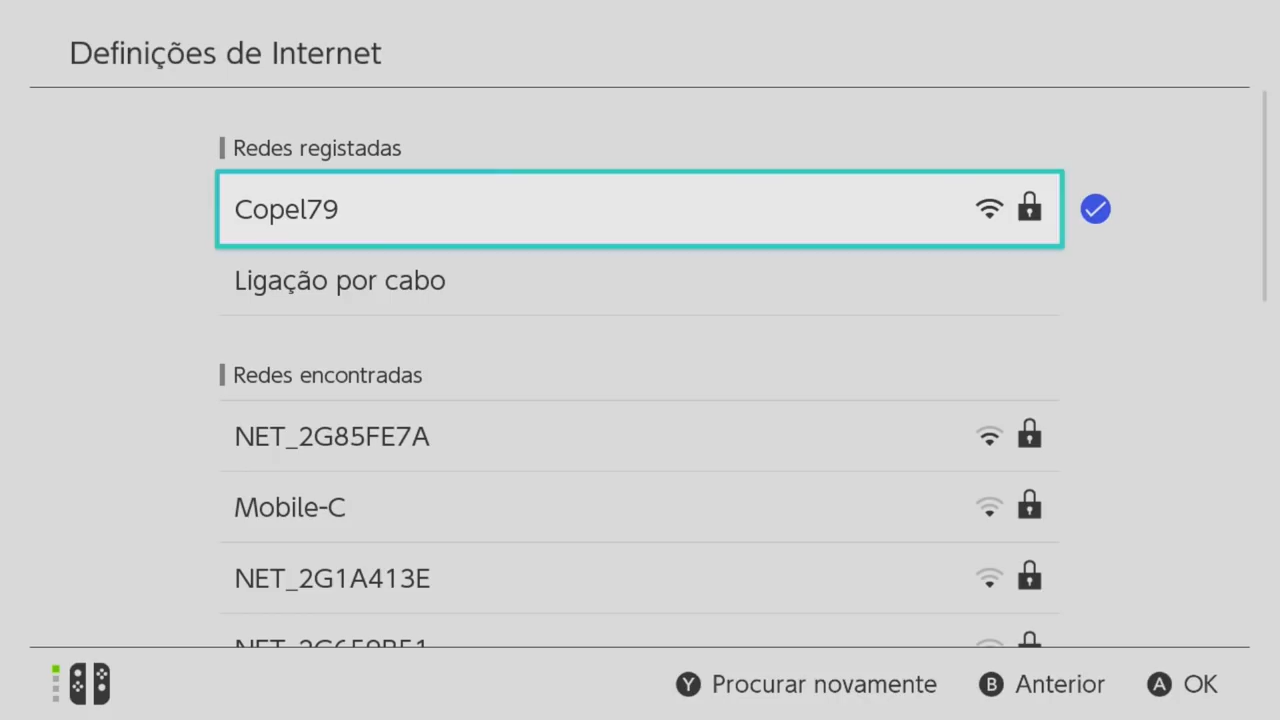 Definições de Internet
Redes registadas
Copel79
Ligação por cabo
Redes encontradas
NET_2G85FE7A
Mobile-C
NET_2G1A413E
Y Procurar novamente B Anterior A OK